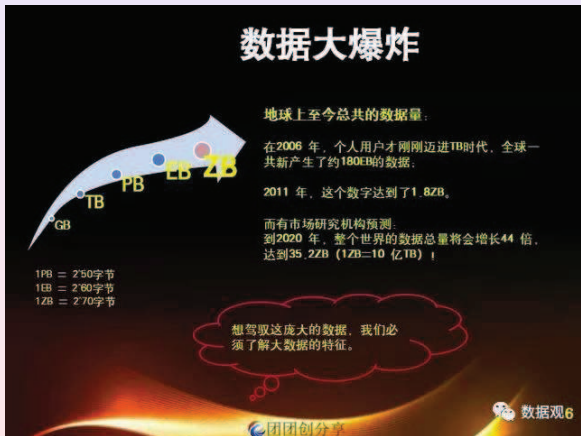 数据大爆炸
地球上至今总共的数据量：
在2006 年，个人用户才刚刚迈进TB时代，全球一
共新产生了约180EB的数据；
2011 年，这个数字达到了1.8ZB。
而有市场研究机构预测：
到2020 年，整个世界的数据总量将会增长44 倍，
达到35.2ZB（1ZB=10 亿TB）！
GB
TB
PB
EB
ZB
1PB = 2^50字节
1EB = 2^60字节
1ZB = 2^70字节
想驾驭这庞大的数据，我们必
须了解大数据的特征。
数据观6
团团创分享